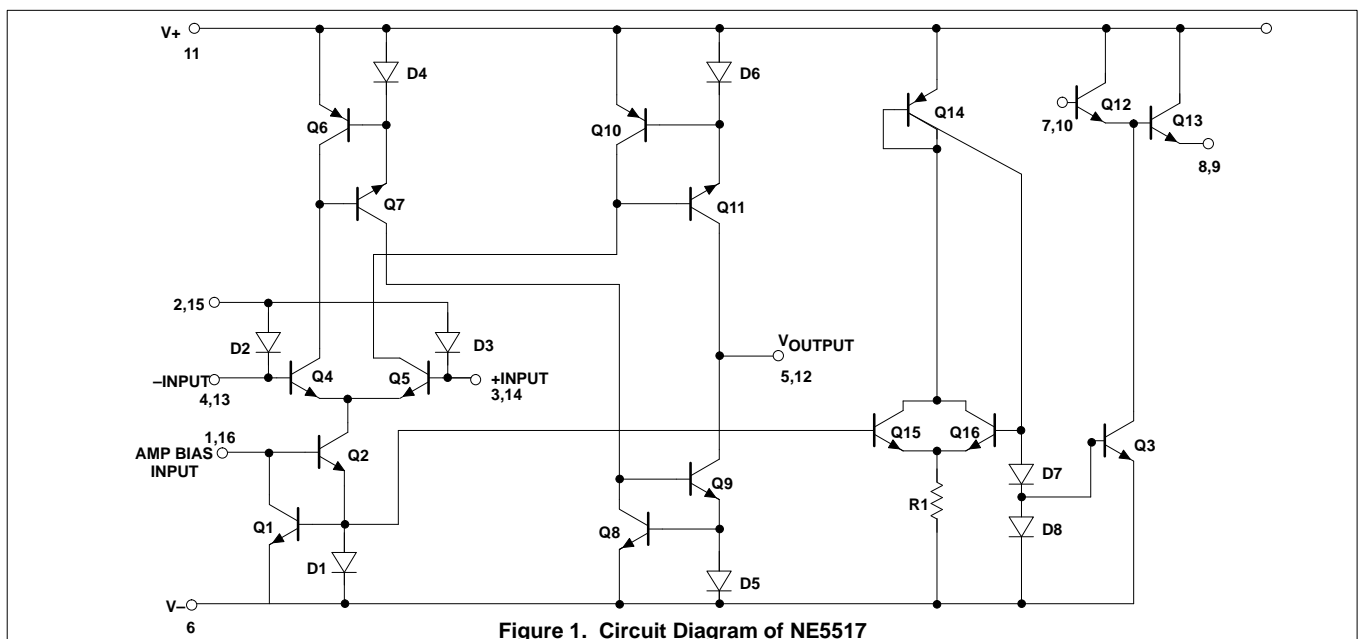 V+
11
D4
D6
Q6
Q10
Q14
Q12
7,10
Q13
8,9
Q7
Q11
2,15
D2
D3
VOUTPUT
5,12
–INPUT
4,13
Q4
Q5
+INPUT
3,14
1,16
AMP BIAS
INPUT
Q2
Q15
Q16
Q3
D7
Q9
R1
Q1
Q8
D8
D1
D5
V–
6
Figure 1. Circuit Diagram of NE5517